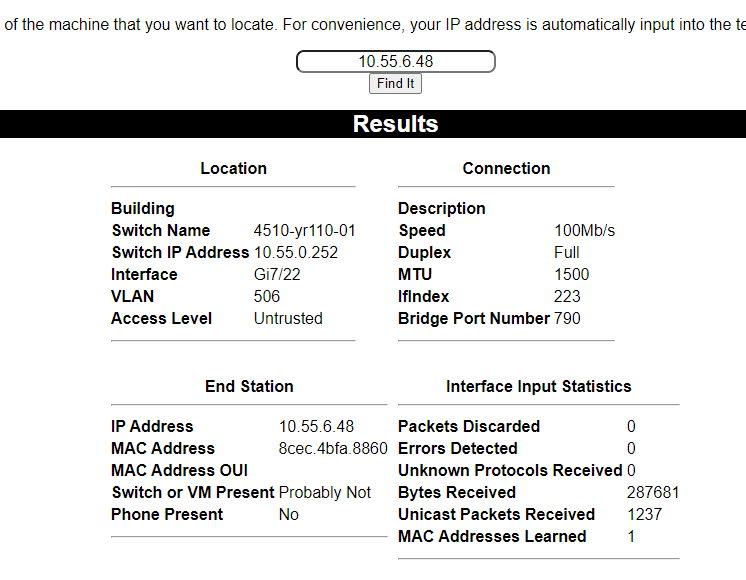 of the machine that you want to locate. For convenience, your IP address is automatically input into the te
10.55.6.48
Find It
Results
Location
Building
Switch Name 4510-yr110-01
Switch IP Address 10.55.0.252
Interface Gi7/22
VLAN 506
Access Level Untrusted
Connection
Description
Speed 100Mb/s
Duplex Full
MTU 1500
IfIndex 223
Bridge Port Number 790
End Station
IP Address 10.55.6.48
MAC Address 8cec.4bfa.8860
MAC Address OUI
Switch or VM Present Probably Not
Phone Present No
Interface Input Statistics
Packets Discarded 0
Errors Detected 0
Unknown Protocols Received 0
Bytes Received 287681
Unicast Packets Received 1237
MAC Addresses Learned 1